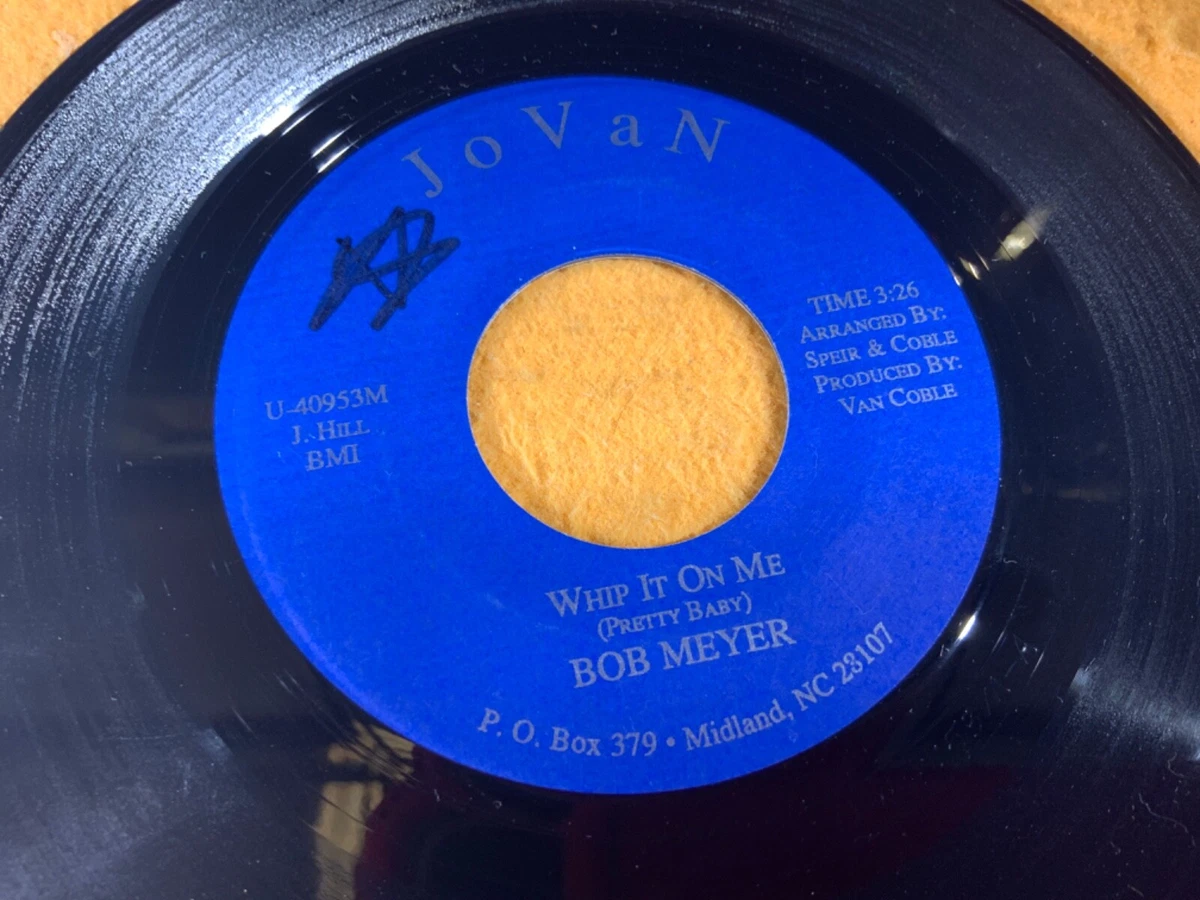 JoVaN
U-40953M
J. Hill
BMI
TIME 3:26
Arranged By:
Speir & Coble
Produced By:
Van Coble
Whip It On Me
(Pretty Baby)
BOB MEYER
P. O. Box 379 • Midland, NC 23107